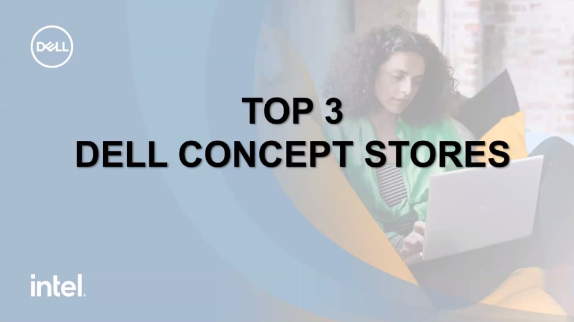 DELL
TOP 3
DELL CONCEPT STORES
intel.